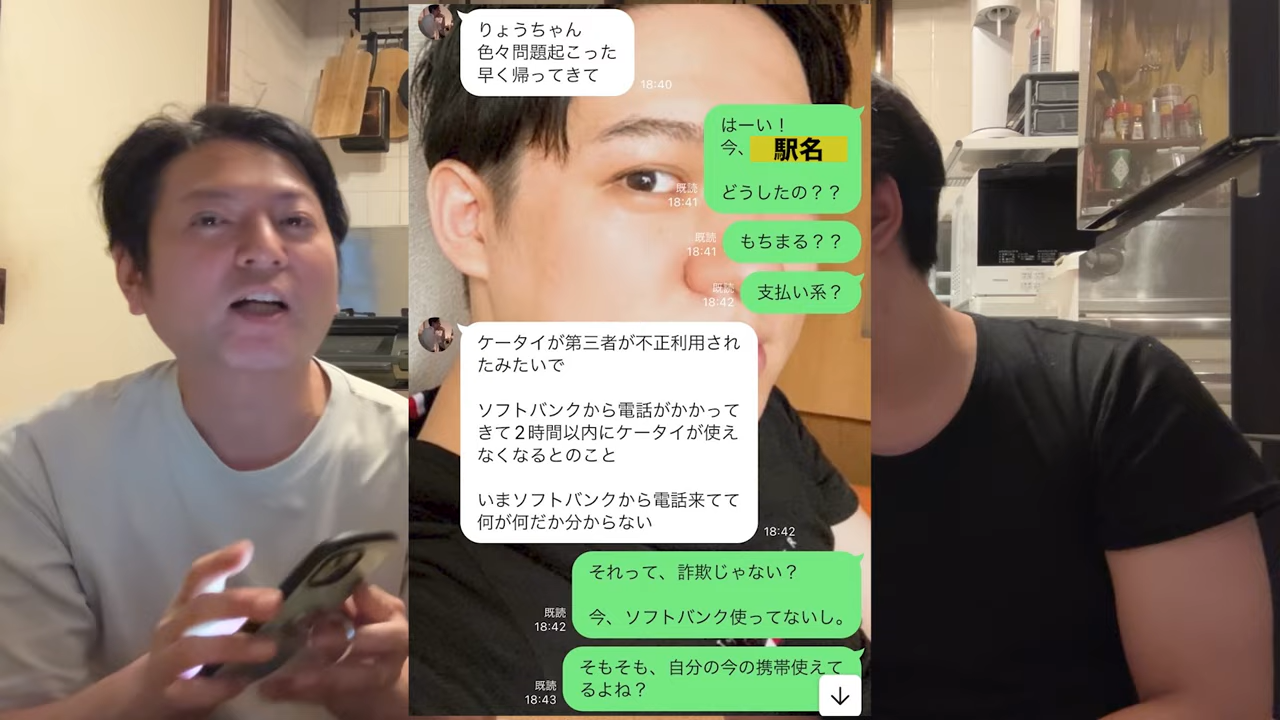 りょうちゃん
色々問題起こった
早く帰ってきて
18:40
はーい！
今、駅名
どうしたの？？
既読
18:41
もちまる？？
既読
18:41
支払い系？
既読
18:42
ケータイが第三者が不正利用され
たみたいで
ソフトバンクから電話がかかって
きて2時間以内にケータイが使え
なくなるとのこと
いまソフトバンクから電話来てて
何が何だか分からない
18:42
それって、詐欺じゃない？
今、ソフトバンク使ってないし。
既読
18:42
そもそも、自分の今の携帯使えて
るよね？
既読
18:43